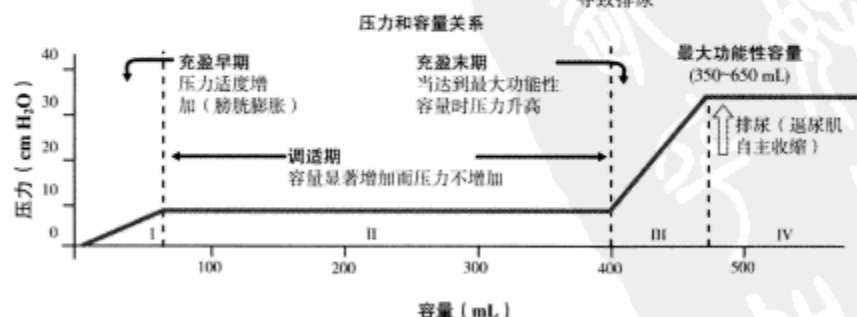 导致排尿
压力和容量关系
充盈早期
压力适度增
加（膀胱膨胀）
充盈末期
当达到最大功能性
容量时压力升高
最大功能性容量
(350~650 mL)
排尿（逼尿肌
自主收缩）
调适期
容量显著增加而压力不增加
压力（cm H₂O）
40
30
20
10
0
I
II
III
IV
100
200
300
400
500
容量（mL）